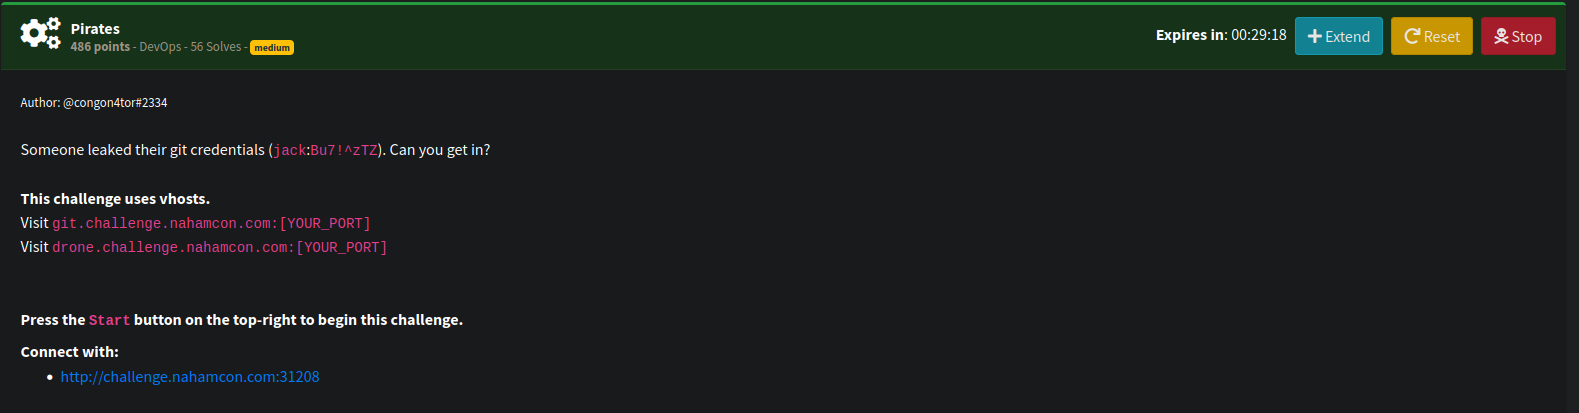 Pirates
486 points - DevOps - 56 Solves - medium
Expires in: 00:29:18 Extend Reset Stop
Author: @congon4tor#2334
Someone leaked their git credentials (jack:Bu7!^zTZ). Can you get in?
This challenge uses vhosts.
Visit git.challenge.nahamcon.com:[YOUR_PORT]
Visit drone.challenge.nahamcon.com:[YOUR_PORT]
Press the Start button on the top-right to begin this challenge.
Connect with:
• http://challenge.nahamcon.com:31208